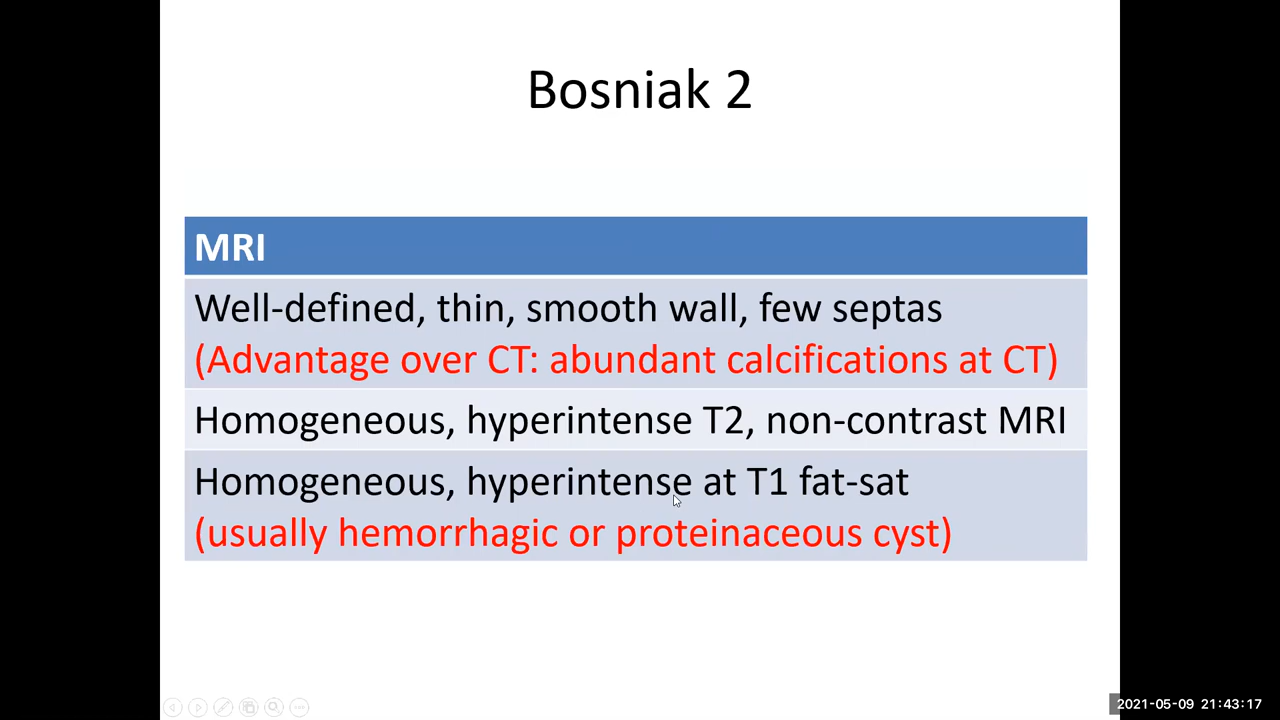 Bosniak 2
MRI
Well-defined, thin, smooth wall, few septas
(Advantage over CT: abundant calcifications at CT)
Homogeneous, hyperintense T2, non-contrast MRI
Homogeneous, hyperintense at T1 fat-sat
(usually hemorrhagic or proteinaceous cyst)
2021-05-09 21:43:17